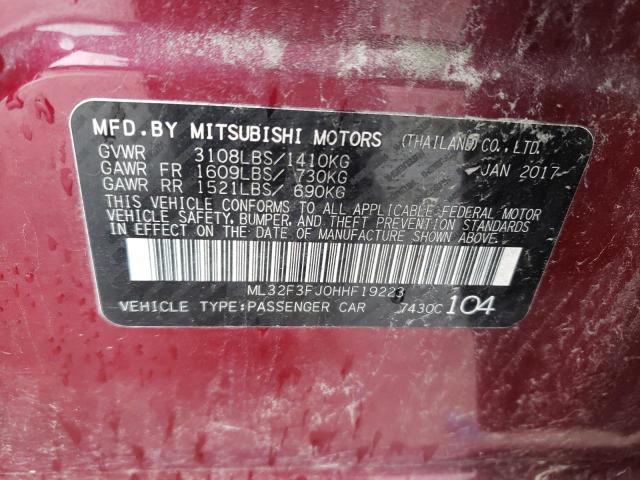 MFD.BY MITSUBISHI MOTORS (THAILAND) CO., LTD.
GVWR 3108LBS/1410KG JAN 2017
GAWR FR 1609LBS/ 730KG
GAWR RR 1521LBS/ 690KG
THIS VEHICLE CONFORMS TO ALL APPLICABLE FEDERAL MOTOR
VEHICLE SAFETY, BUMPER, AND THEFT PREVENTION STANDARDS
IN EFFECT ON THE DATE OF MANUFACTURE SHOWN ABOVE.
ML32F3FJ0HHF19223
VEHICLE TYPE:PASSENGER CAR 7430C 104